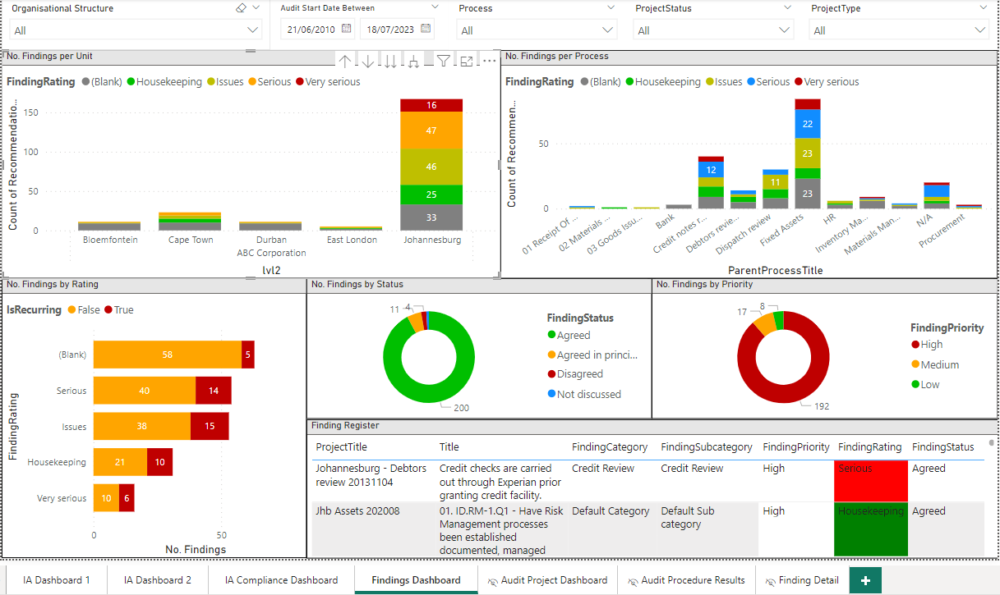 Organisational Structure
All
Audit Start Date Between
21/06/2010
18/07/2023
Process
All
ProjectStatus
All
ProjectType
All
No. Findings per Unit
FindingRating (Blank) Housekeeping Issues Serious Very serious
Count of Recommendatio...
150
100
50
0
16
47
46
25
33
Bloemfontein
Cape Town
Durban
East London
Johannesburg
ABC Corporation
lvl2
No. Findings per Process
FindingRating (Blank) Housekeeping Issues Serious Very serious
Count of Recommen...
50
0
12
11
22
23
23
01 Receipt Of ...
02 Materials ...
03 Goods Issu...
Bank
Credit notes r...
Debtors revie...
Dispatch review
Fixed Assets
HR
Inventory Ma...
Materials Man...
N/A
Procurement
ParentProcessTitle
No. Findings by Rating
IsRecurring False True
FindingRating
(Blank) 58 5
Serious 40 14
Issues 38 15
Housekeeping 21 10
Very serious 10 6
0 50
No. Findings
No. Findings by Status
11
4
200
FindingStatus
Agreed
Agreed in princi...
Disagreed
Not discussed
No. Findings by Priority
17
8
192
FindingPriority
High
Medium
Low
Finding Register
ProjectTitle Title FindingCategory FindingSubcategory FindingPriority FindingRating FindingStatus
Johannesburg - Debtors Credit checks are carried Credit Review Credit Review High Serious Agreed
review 20131104 out through Experian prior
granting credit facility.
Jhb Assets 202008 01. ID.RM-1.Q1 - Have Risk Default Category Default Sub High Housekeeping Agreed
Management processes category
been established
documented, managed
IA Dashboard 1
IA Dashboard 2
IA Compliance Dashboard
Findings Dashboard
Audit Project Dashboard
Audit Procedure Results
Finding Detail
+